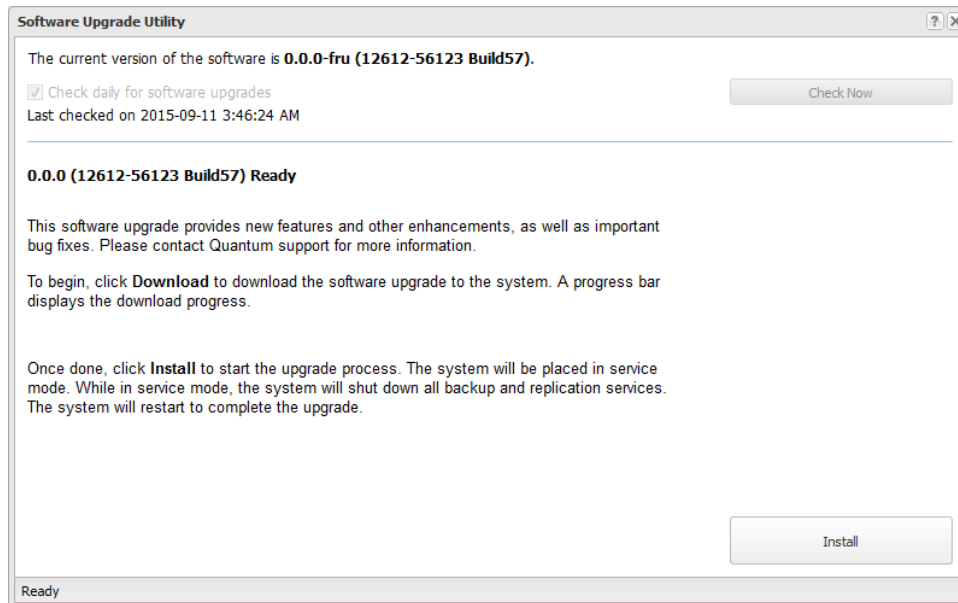 Software Upgrade Utility
The current version of the software is 0.0.0-fru (12612-56123 Build57).
Check daily for software upgrades
Check Now
Last checked on 2015-09-11 3:46:24 AM
0.0.0 (12612-56123 Build57) Ready
This software upgrade provides new features and other enhancements, as well as important
bug fixes. Please contact Quantum support for more information.
To begin, click Download to download the software upgrade to the system. A progress bar
displays the download progress.
Once done, click Install to start the upgrade process. The system will be placed in service
mode. While in service mode, the system will shut down all backup and replication services.
The system will restart to complete the upgrade.
Install
Ready